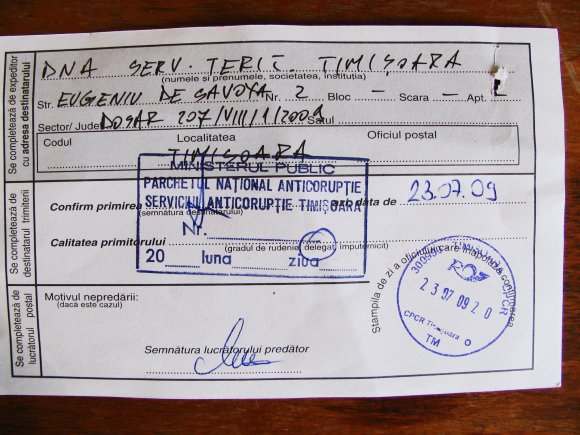 Se completează de expeditor
cu adresa destinatarului
DNA SERV. TERIT. TIMIȘOARA
(numele și prenumele, societatea, instituția)
Str. EUGENIU DE SAVOYA Nr. 2 Bloc — Scara Apt.
Sector/Județ DOSAR 207/VIII/1/2009 Satul
Codul Localitatea Oficiul poștal
TIMIȘOARA
MINISTERUL PUBLIC
PARCHETUL NAȚIONAL ANTICORUPȚIE
SERVICIUL ANTICORUPȚIE TIMIȘOARA
Nr.
20 luna ziua
Se completează de
destinatarul trimiterii
Confirm primirea data de 23.07.09
(semnătura destinatarului)
Calitatea primitorului
(gradul de rudenie, delegat, împuternicit)
Se completează de
lucrătorul poștal
Motivul nepredării:
(dacă este cazul)
Semnătura lucrătorului predător
Ștampila de zi a oficiului care înapoiază confirmarea
23 07 09 20
CPCR Timișoara
TM